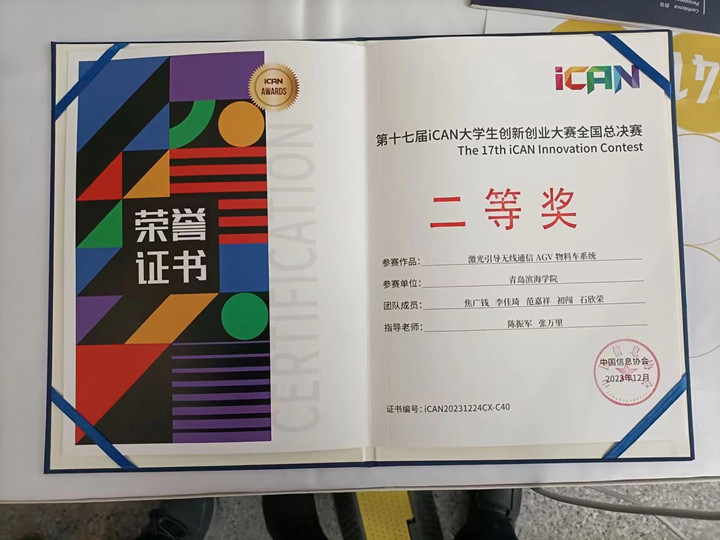 Confidence 自信
iCAN
AWARDS
荣誉
证书
CERTIFICATION
iCAN
第十七届iCAN大学生创新创业大赛全国总决赛
The 17th iCAN Innovation Contest
二等奖
参赛作品: 激光引导无线通信 AGV 物料车系统
参赛单位: 青岛滨海学院
团队成员: 焦广钱 李佳琦 范嘉祥 初闯 石欣荣
指导老师: 陈振军 张万里
中国信息协会
2023年12月
证书编号: iCAN20231224CX-C40